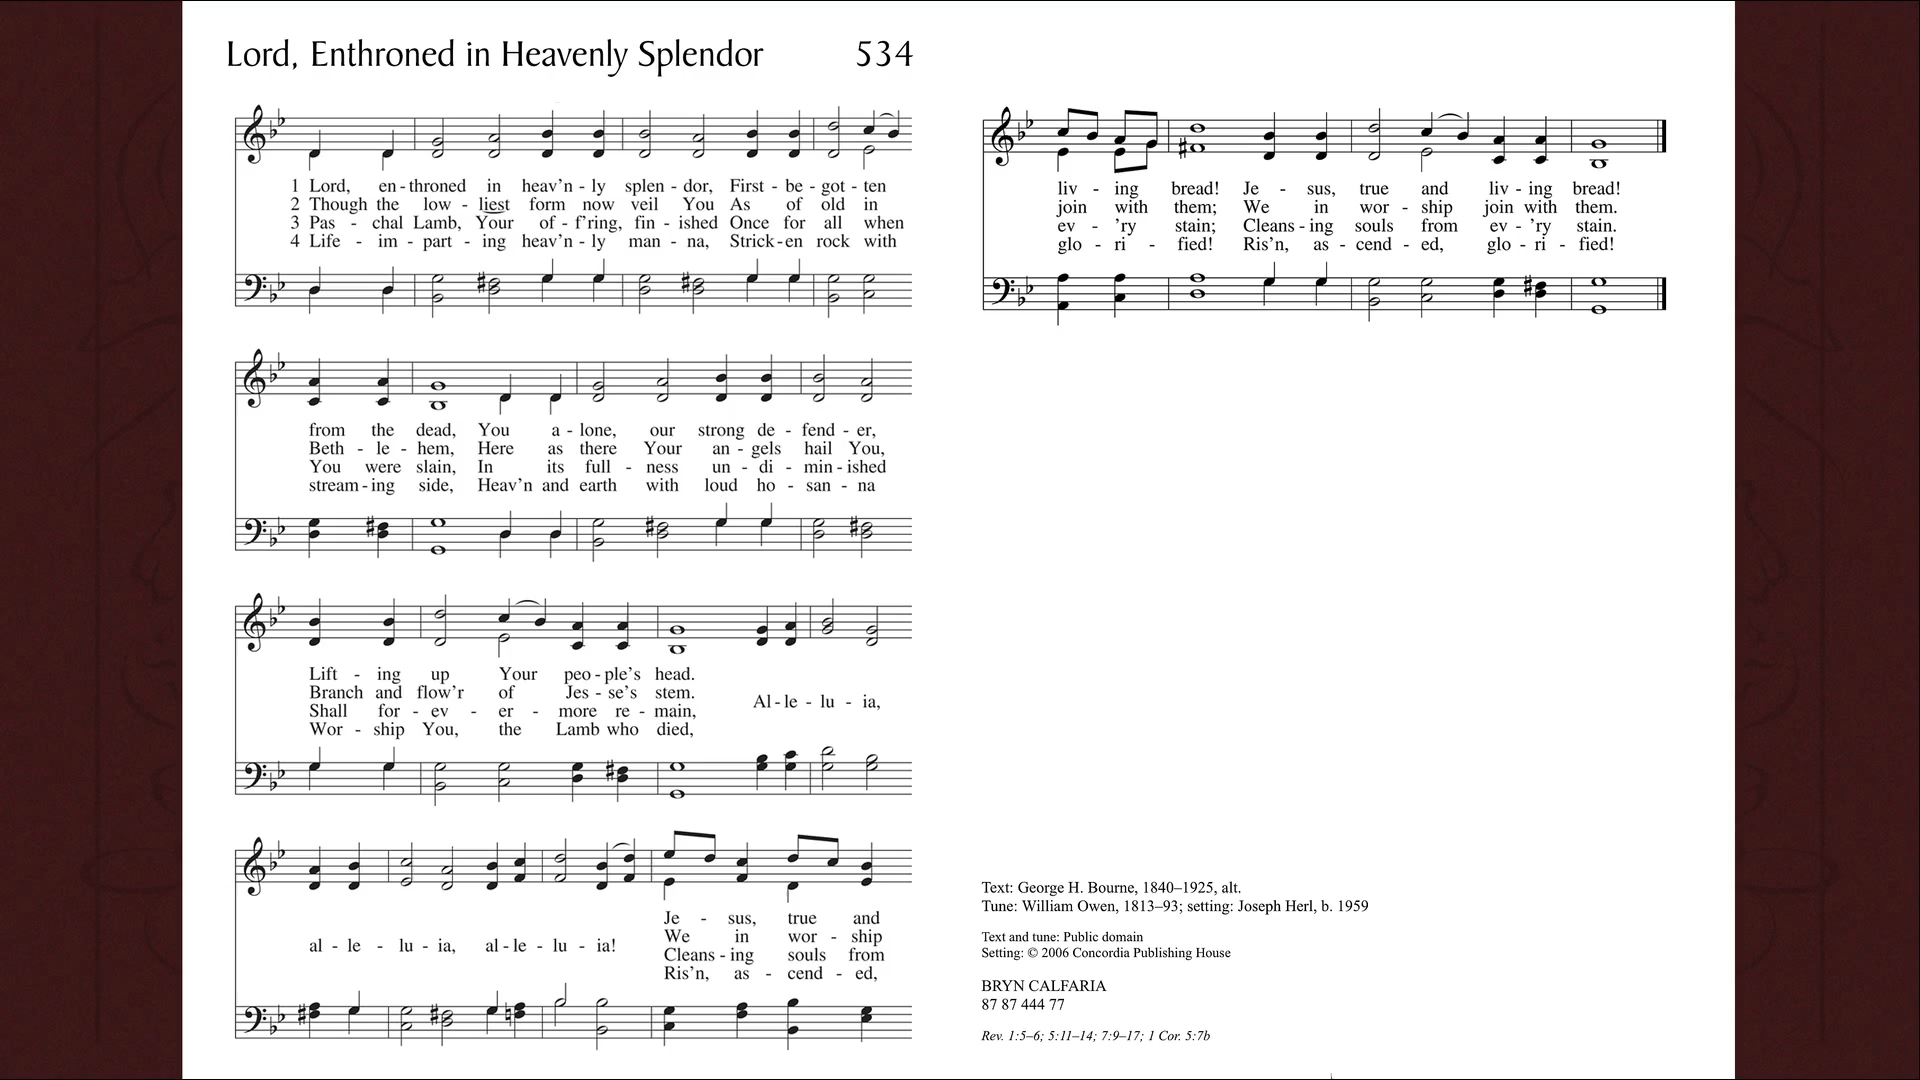 Lord, Enthroned in Heavenly Splendor 534
1 Lord, en - throned in heav'n - ly splen - dor, First - be - got - ten
2 Though the low - liest form now veil You As of old in
3 Pas - chal Lamb, Your of - f'ring, fin - ished Once for all when
4 Life - im - part - ing heav'n - ly man - na, Strick - en rock with
from the dead, You a - lone, our strong de - fend - er,
Beth - le - hem, Here as there Your an - gels hail You,
You were slain, In its full - ness un - di - min - ished
stream - ing side, Heav'n and earth with loud ho - san - na
Lift - ing up Your peo - ple's head.
Branch and flow'r of Jes - se's stem.
Al - le - lu - ia,
Shall for - ev - er - more re - main,
Wor - ship You, the Lamb who died,
Je - sus, true and
We in wor - ship
al - le - lu - ia, al - le - lu - ia!
Cleans - ing souls from
Ris'n, as - cend - ed,
liv - ing bread! Je - sus, true and liv - ing bread!
join with them; We in wor - ship join with them.
ev - 'ry stain; Cleans - ing souls from ev - 'ry stain.
glo - ri - fied! Ris'n, as - cend - ed, glo - ri - fied!
Text: George H. Bourne, 1840–1925, alt.
Tune: William Owen, 1813–93; setting: Joseph Herl, b. 1959
Text and tune: Public domain
Setting: © 2006 Concordia Publishing House
BRYN CALFARIA
87 87 444 77
Rev. 1:5–6; 5:11–14; 7:9–17; 1 Cor. 5:7b